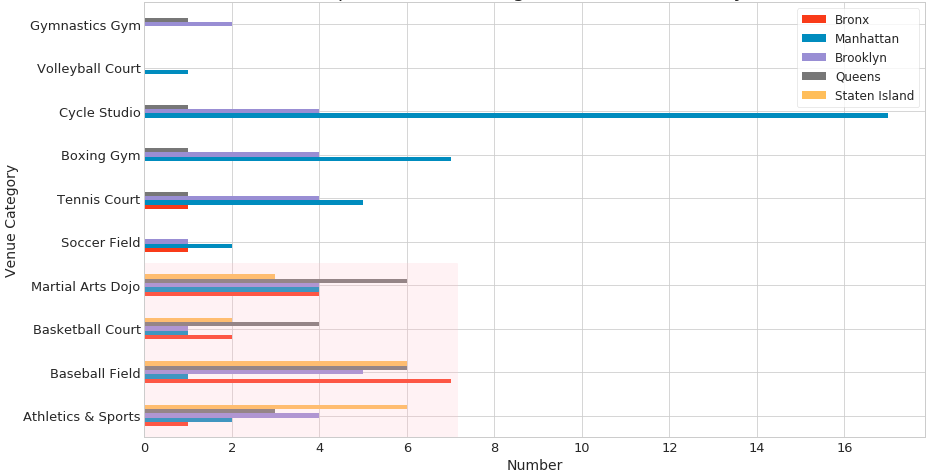 Gymnastics Gym
Volleyball Court
Cycle Studio
Boxing Gym
Tennis Court
Soccer Field
Martial Arts Dojo
Basketball Court
Baseball Field
Athletics & Sports
Venue Category
0 2 4 6 8 10 12 14 16
Number
Bronx
Manhattan
Brooklyn
Queens
Staten Island